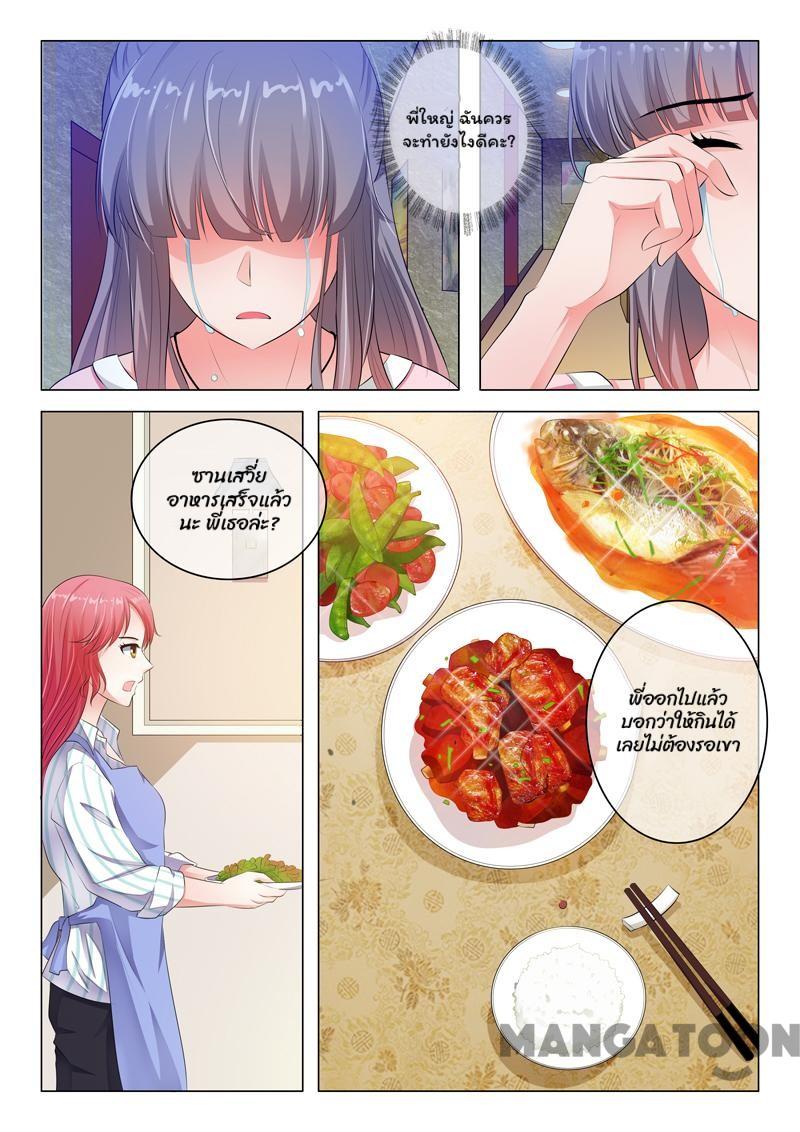 พี่ใหญ่ ฉันควร
จะทำยังไงดีคะ?
ซานเสวี่ย
อาหารเสร็จแล้ว
นะ พี่เธอล่ะ?
พี่ออกไปแล้ว
บอกว่าให้กินได้
เลยไม่ต้องรอเขา
MANGATOON